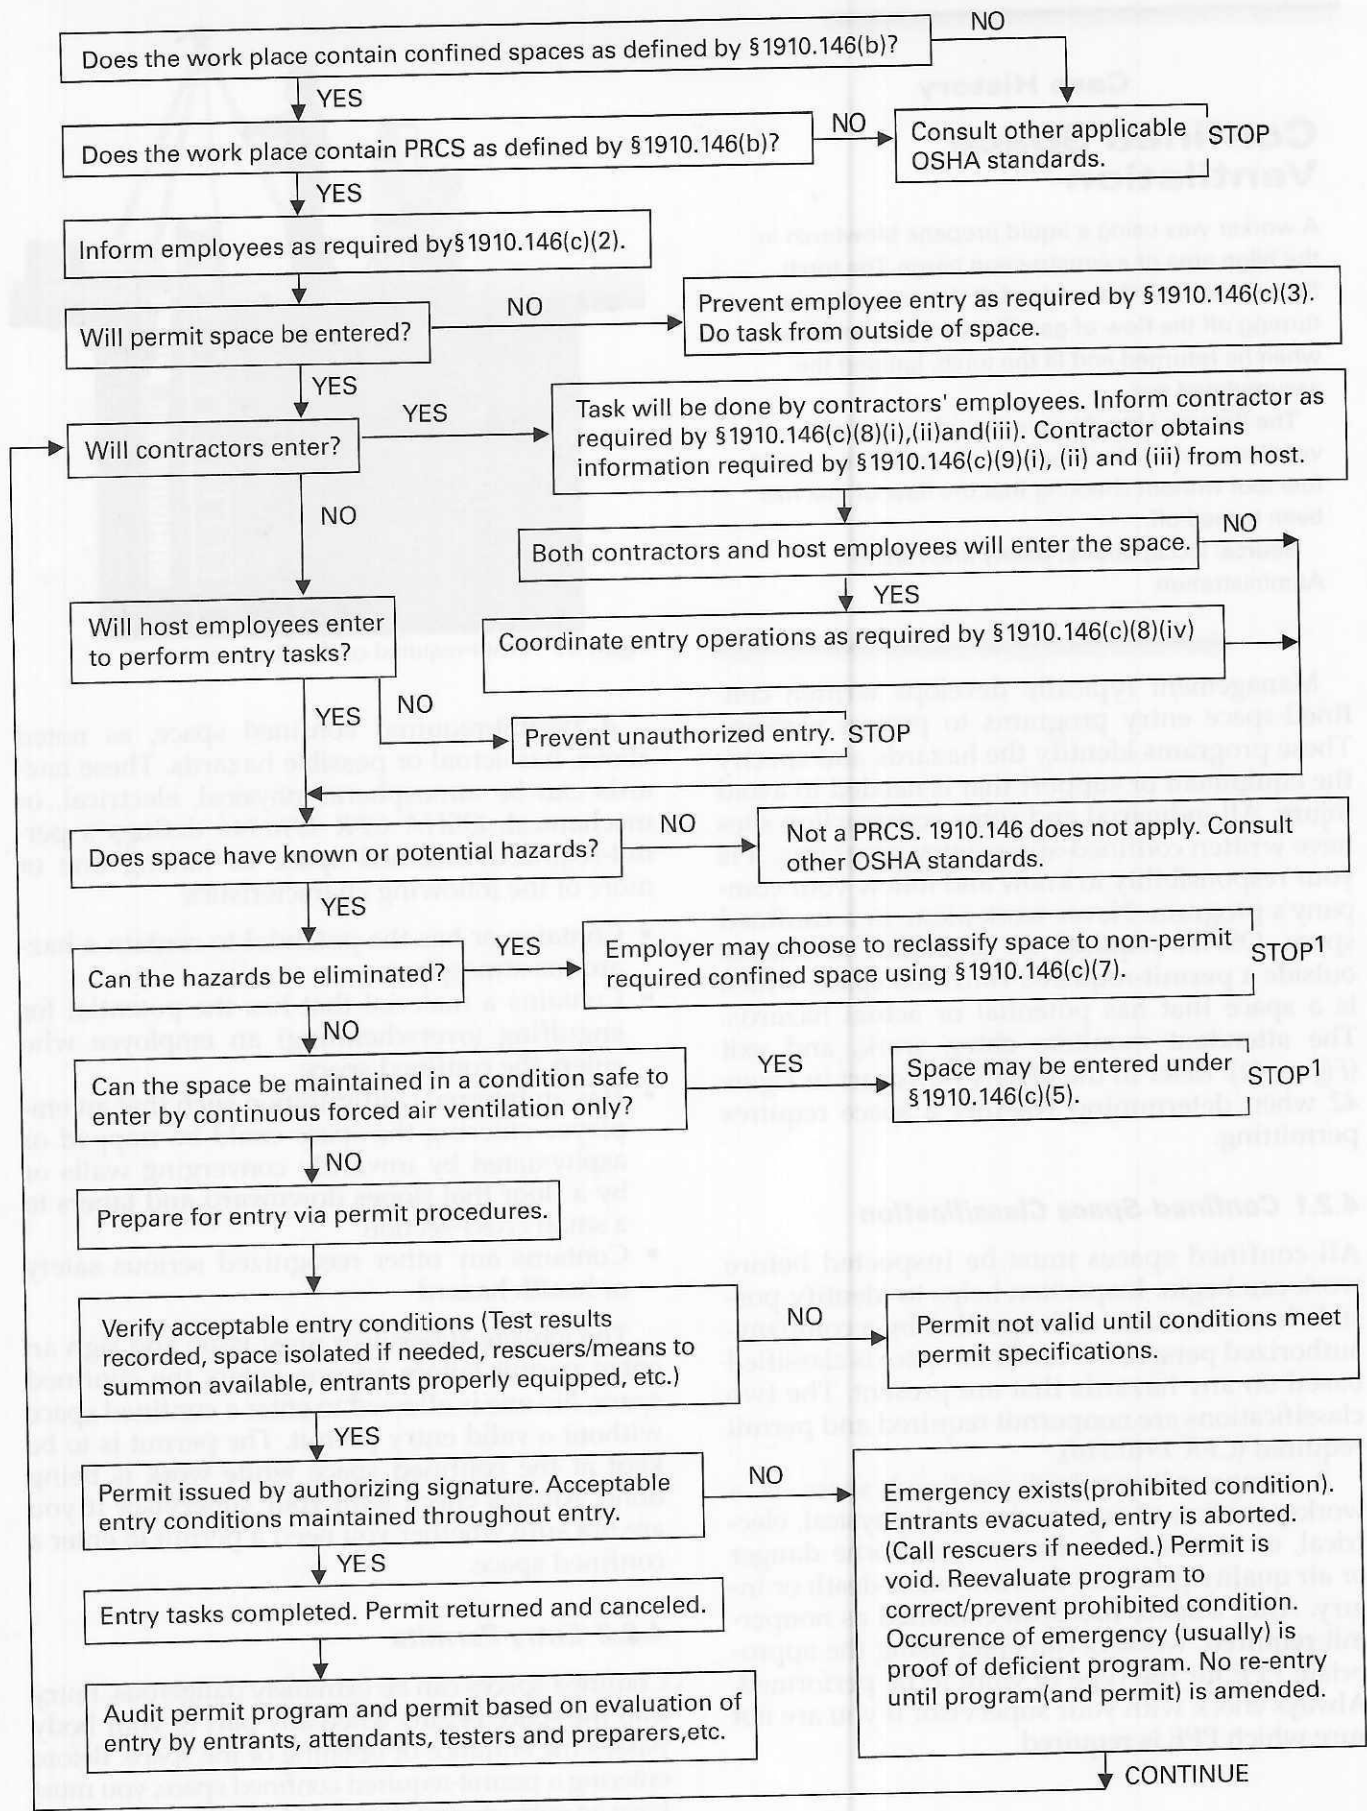 NO
Does the work place contain confined spaces as defined by §1910.146(b)?
YES
NO
Does the work place contain PRCS as defined by §1910.146(b)?
Consult other applicable
OSHA standards.
STOP
YES
Inform employees as required by§1910.146(c)(2).
NO
Will permit space be entered?
Prevent employee entry as required by §1910.146(c)(3).
Do task from outside of space.
YES
YES
Will contractors enter?
Task will be done by contractors' employees. Inform contractor as
required by §1910.146(c)(8)(i),(ii)and(iii). Contractor obtains
information required by §1910.146(c)(9)(i), (ii) and (iii) from host.
NO
Both contractors and host employees will enter the space.
NO
YES
Will host employees enter
to perform entry tasks?
Coordinate entry operations as required by §1910.146(c)(8)(iv)
YES
NO
Prevent unauthorized entry.
STOP
Does space have known or potential hazards?
NO
Not a PRCS. 1910.146 does not apply. Consult
other OSHA standards.
YES
Can the hazards be eliminated?
YES
Employer may choose to reclassify space to non-permit
required confined space using §1910.146(c)(7).
STOP1
NO
Can the space be maintained in a condition safe to
enter by continuous forced air ventilation only?
YES
Space may be entered under
§1910.146(c)(5).
STOP1
NO
Prepare for entry via permit procedures.
Verify acceptable entry conditions (Test results
recorded, space isolated if needed, rescuers/means to
summon available, entrants properly equipped, etc.)
NO
Permit not valid until conditions meet
permit specifications.
YES
Permit issued by authorizing signature. Acceptable
entry conditions maintained throughout entry.
NO
Emergency exists(prohibited condition).
Entrants evacuated, entry is aborted.
(Call rescuers if needed.) Permit is
void. Reevaluate program to
correct/prevent prohibited condition.
Occurence of emergency (usually) is
proof of deficient program. No re-entry
until program(and permit) is amended.
YES
Entry tasks completed. Permit returned and canceled.
Audit permit program and permit based on evaluation of
entry by entrants, attendants, testers and preparers,etc.
CONTINUE